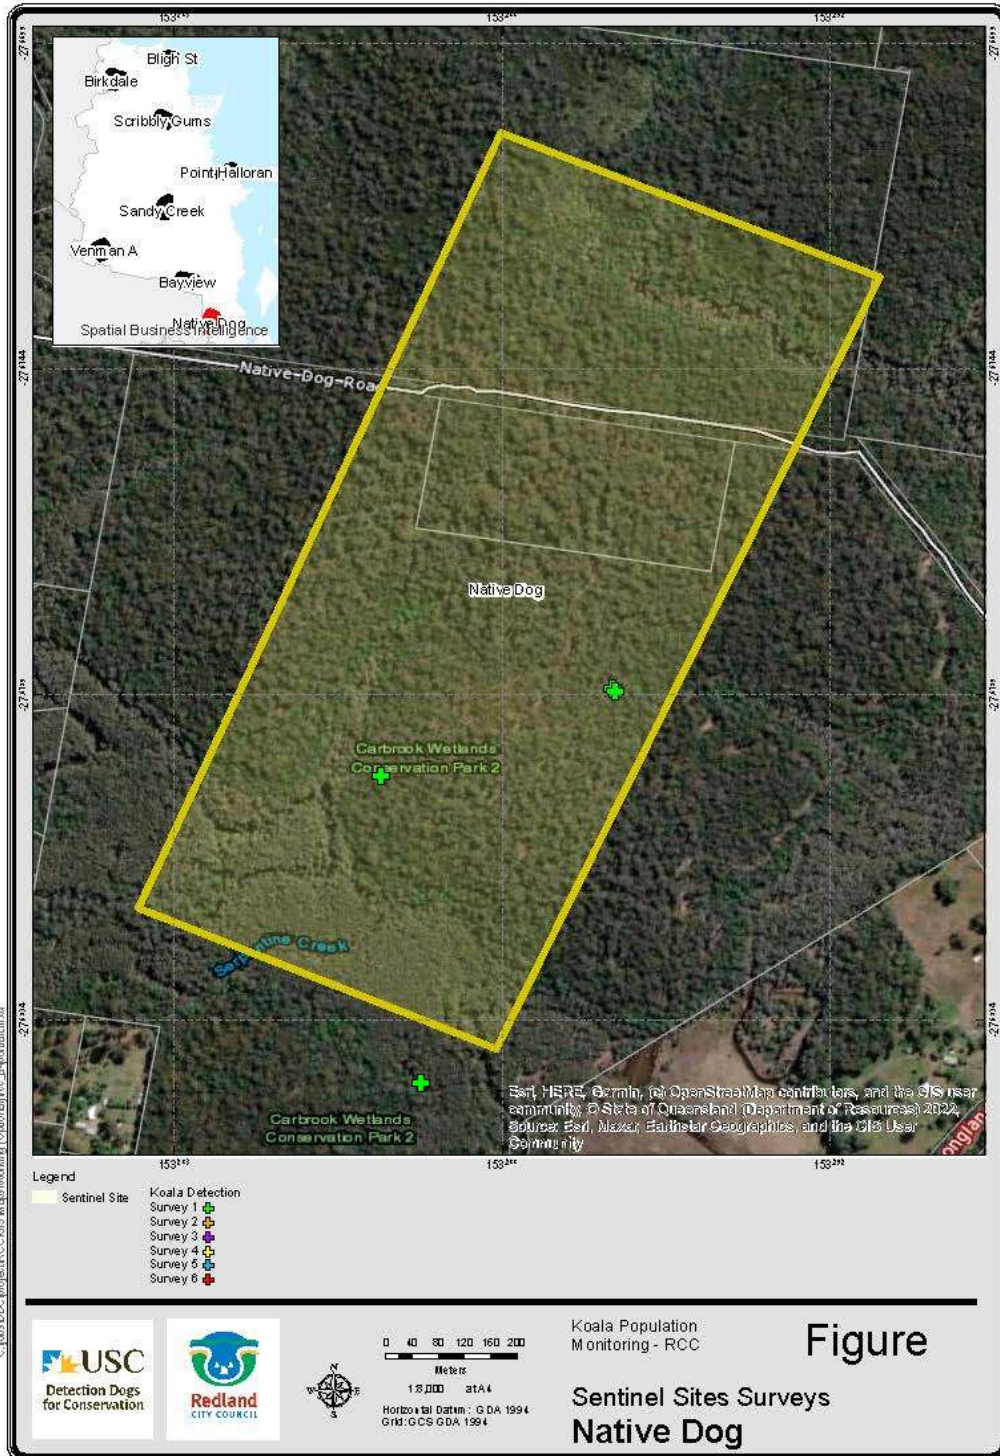 Bligh St
Birkdale
Scribbly Gums
Point Halloran
Sandy Creek
Venman A
Bayview
Native Dog
Spatial Business Intelligence
Native-Dog-Roa
Native Dog
Carbrook Wetlands
Conservation Park 2
Serpentine Creek
Carbrook Wetlands
Conservation Park 2
Esri, HERE, Garmin, (c) OpenStreetMap contributors, and the GIS user
community, © State of Queensland (Department of Resources) 2022,
Source: Esri, Maxar, Earthstar Geographics, and the GIS User
Community
onglan
Legend
Sentinel Site
Koala Detection
Survey 1
Survey 2
Survey 3
Survey 4
Survey 5
Survey 6
USC
Detection Dogs
for Conservation
Redland
CITY COUNCIL
N
W E
S
0 40 80 120 160 200
Meters
1:8,000 at A4
Horizontal Datum: GDA 1994
Grid: GCS GDA 1994
Koala Population
Monitoring - RCC
Figure
Sentinel Sites Surveys
Native Dog